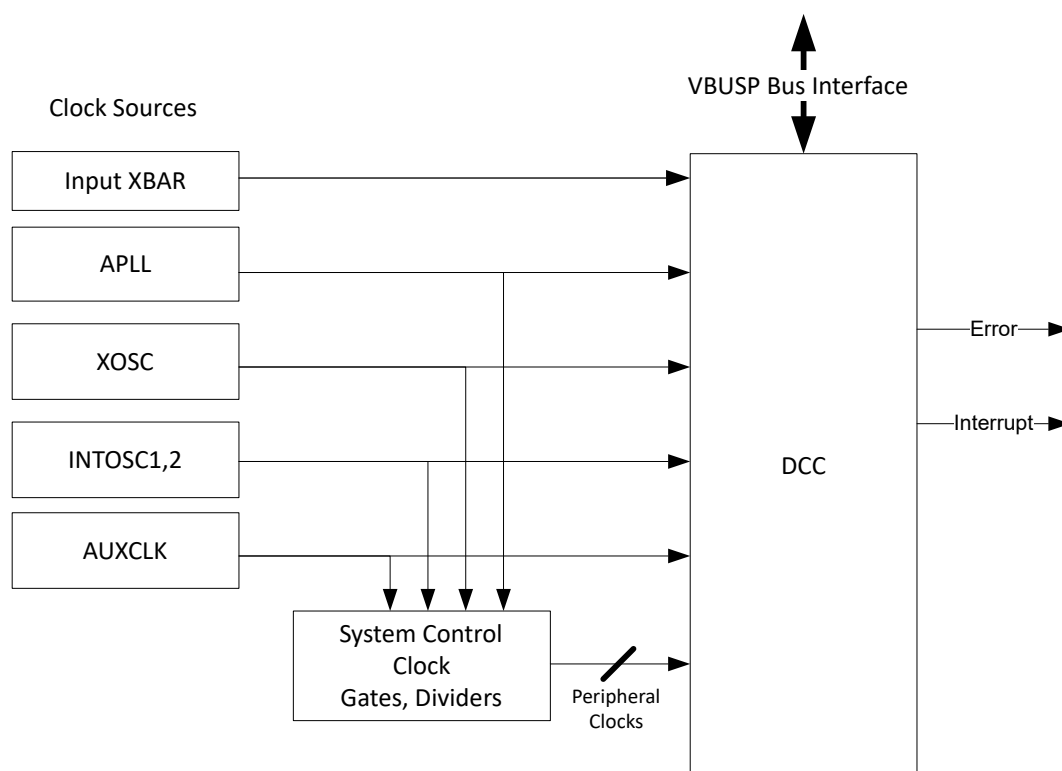 VBUSP Bus Interface
Clock Sources
Input XBAR
APLL
XOSC
Error
Interrupt
INTOSC1,2
DCC
AUXCLK
System Control
Clock
Gates, Dividers
Peripheral
Clocks